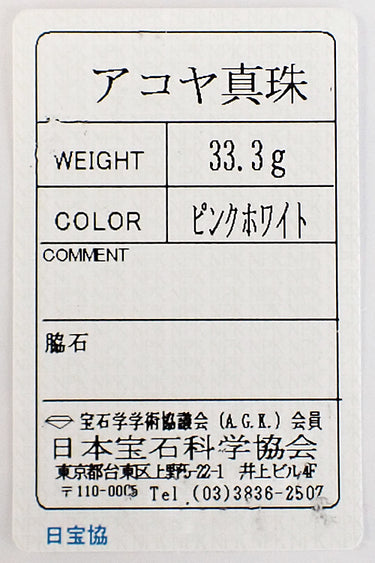 アコヤ真珠
WEIGHT 33.3g
COLOR ピンクホワイト
COMMENT
脇石
宝石学学術協議会(A.G.K.)会員
日本宝石科学協会
東京都台東区上野5-22-1 井上ビル4F
〒110-0005 Tel (03)3836-2507
日宝協